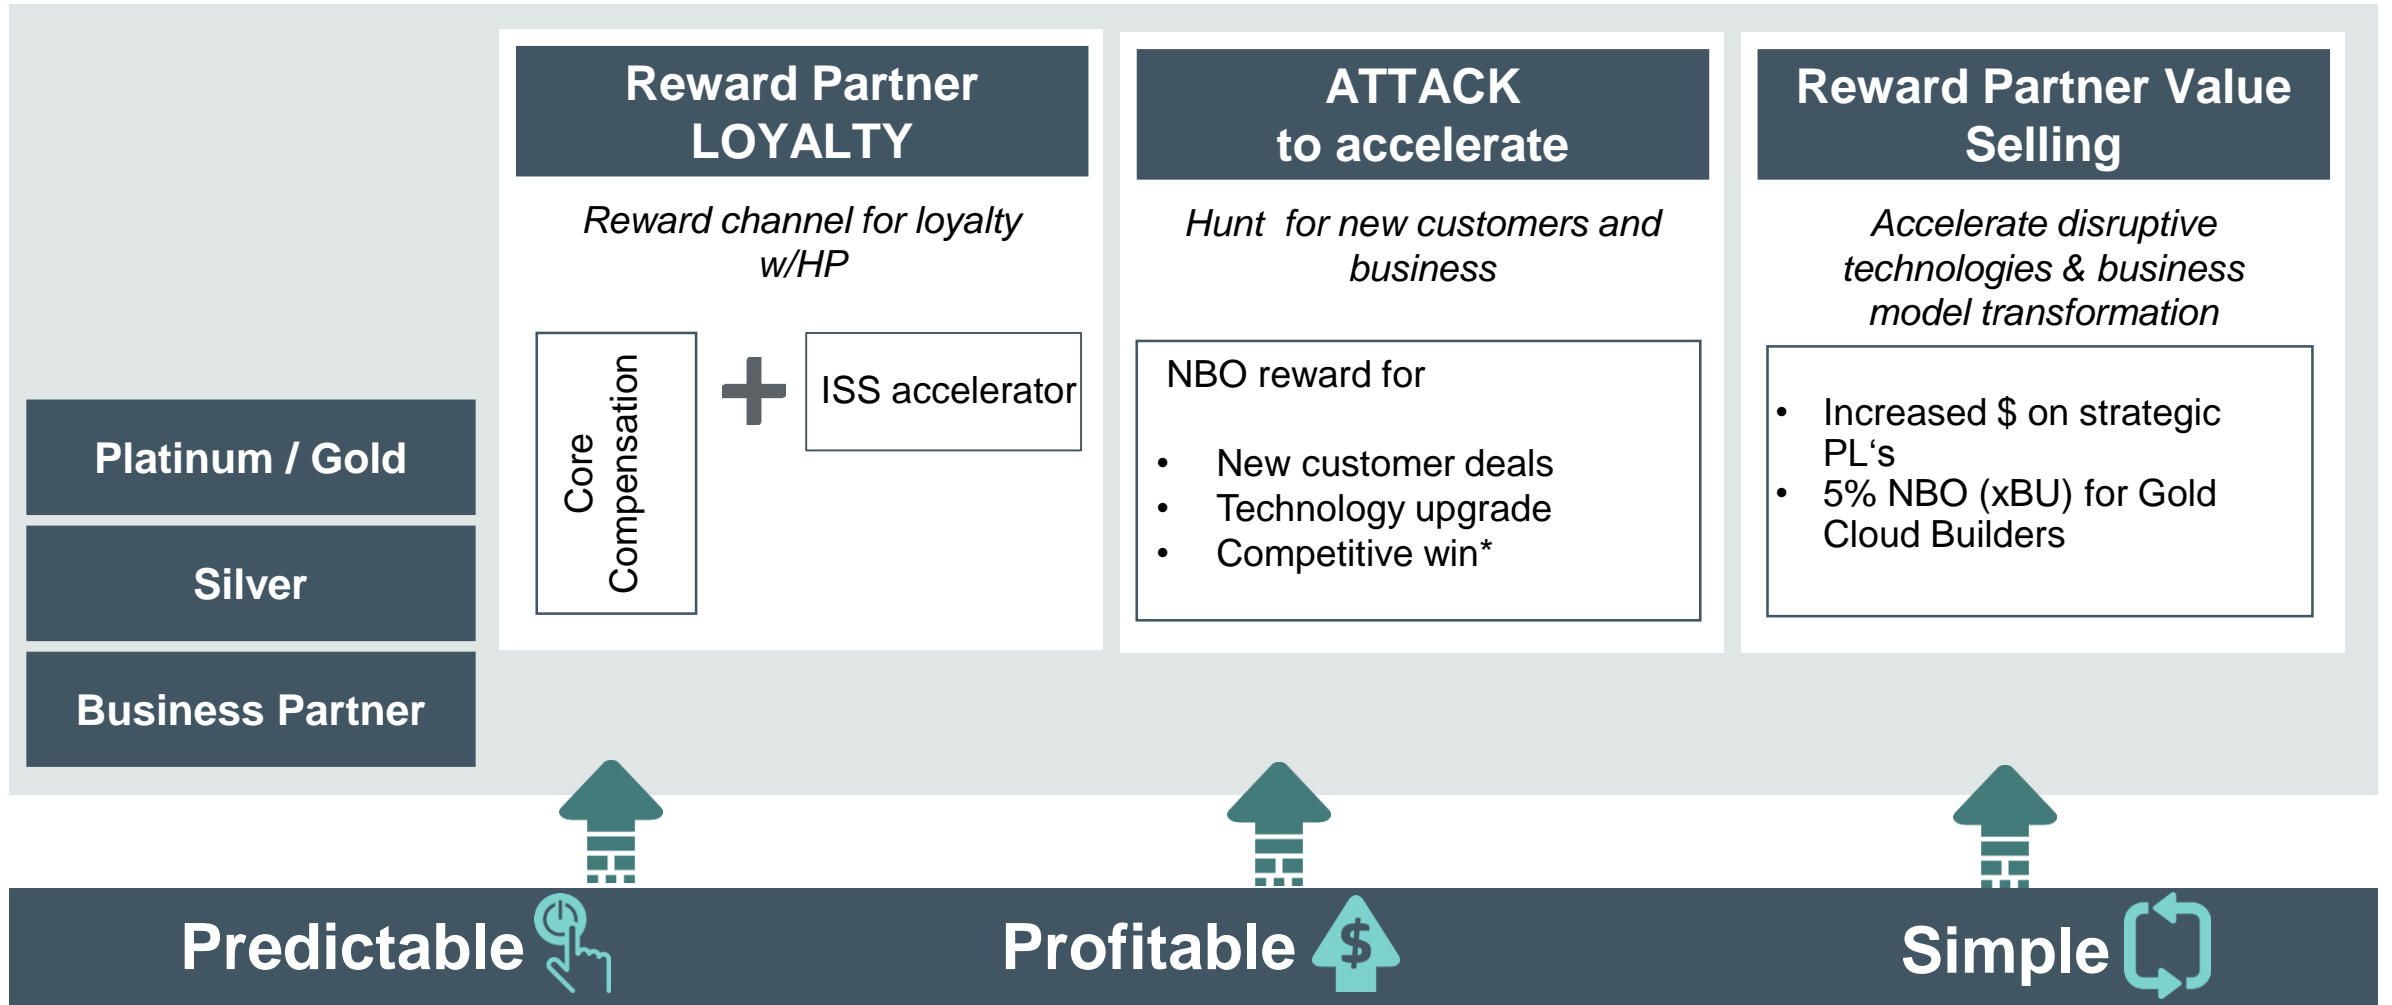 Reward Partner
LOYALTY
Reward channel for loyalty
w/HP
Core
Compensation
ISS accelerator
ATTACK
to accelerate
Hunt  for new customers and
business
NBO reward for
• New customer deals
• Technology upgrade
• Competitive win*
Reward Partner Value
Selling
Accelerate disruptive
technologies & business
model transformation
• Increased $ on strategic
PL‘s
• 5% NBO (xBU) for Gold
Cloud Builders
Platinum / Gold
Silver
Business Partner
Predictable
Profitable
$
Simple